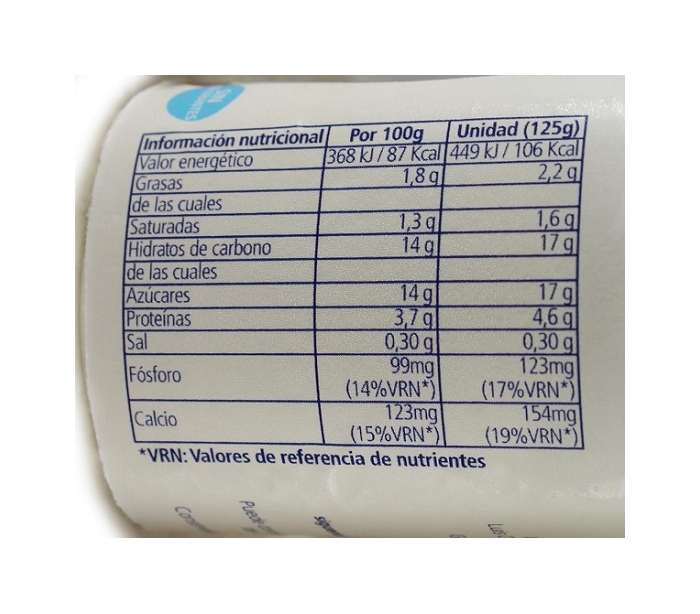 SIN
Información nutricional Por 100g Unidad (125g)
Valor energético 368 kJ / 87 Kcal 449 kJ / 106 Kcal
Grasas 1,8 g 2,2 g
de las cuales
Saturadas 1,3 g 1,6 g
Hidratos de carbono 14 g 17 g
de las cuales
Azúcares 14 g 17 g
Proteínas 3,7 g 4,6 g
Sal 0,30 g 0,30 g
Fósforo 99mg 123mg
(14%VRN*) (17%VRN*)
Calcio 123mg 154mg
(15%VRN*) (19%VRN*)
*VRN: Valores de referencia de nutrientes